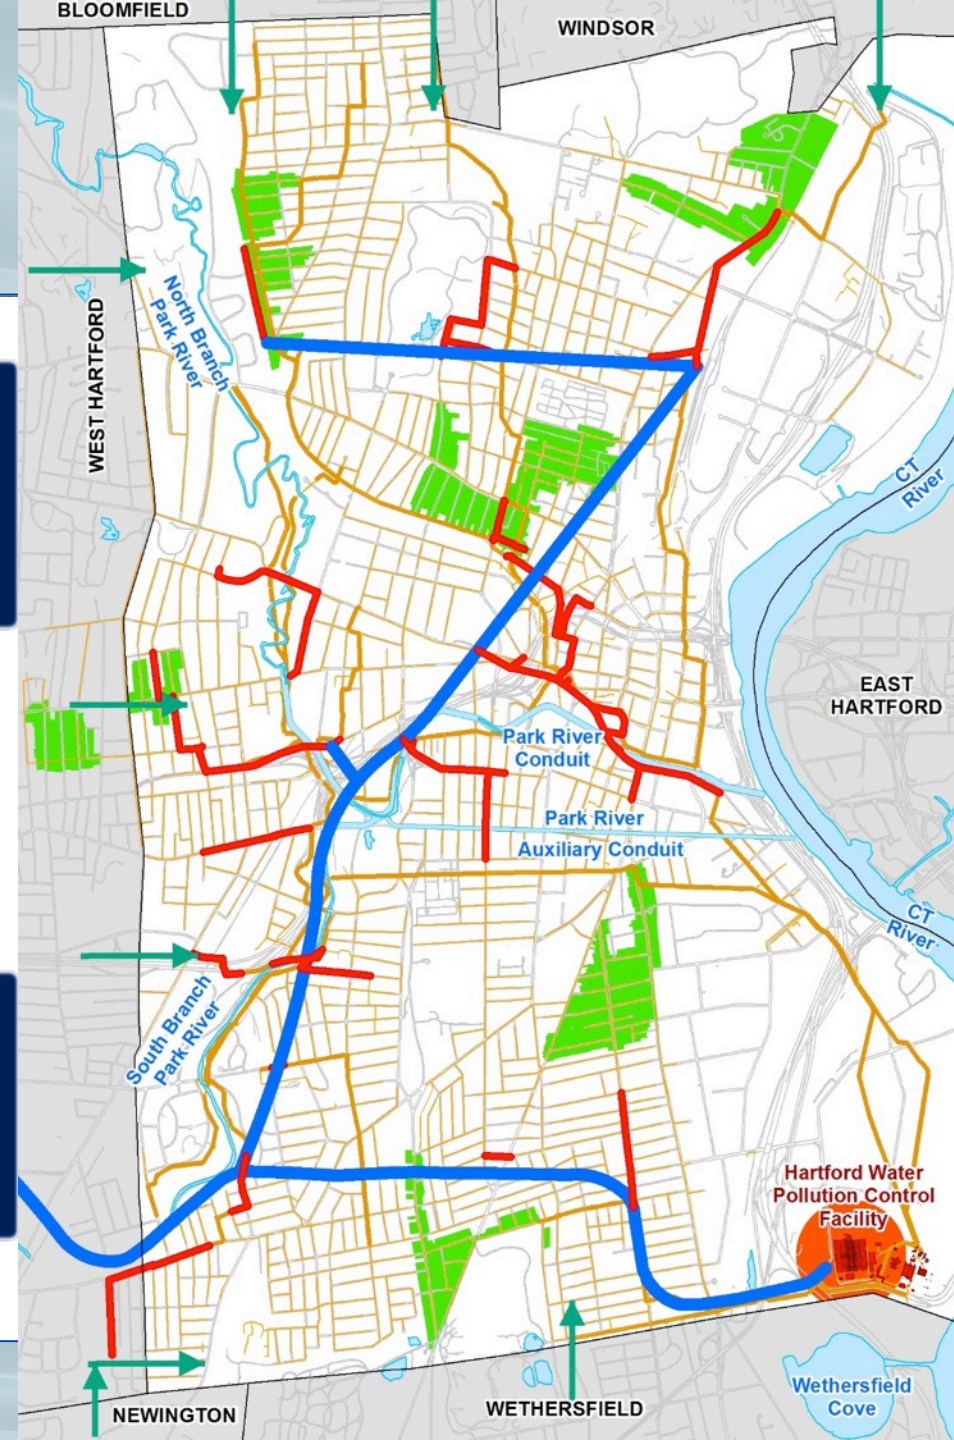 BLOOMFIELD
WINDSOR
WEST HARTFORD
North Branch
Park River
CT
River
EAST
HARTFORD
Park River
Conduit
Park River
Auxiliary Conduit
CT
River
South Branch
Park River
Hartford Water
Pollution Control
Facility
Wethersfield
Cove
WETHERSFIELD
NEWINGTON